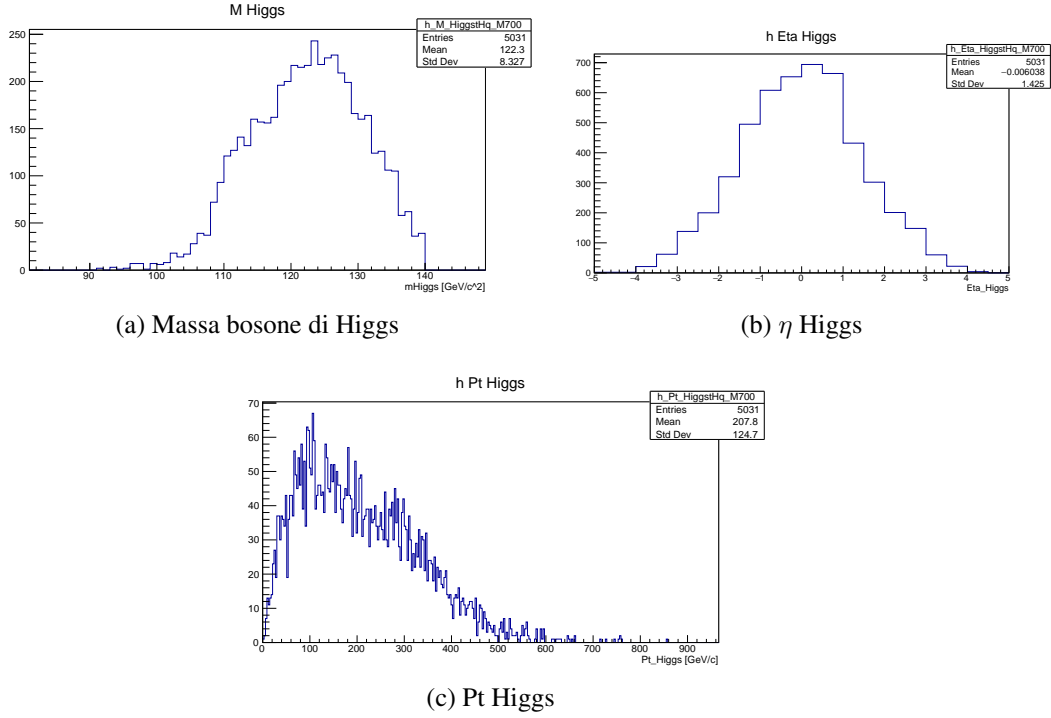 M Higgs
h_M_HiggstHq_M700
Entries 5031
Mean 122.3
Std Dev 8.327
250
200
150
100
50
0
90 100 110 120 130 140
mHiggs [GeV/c^2]
(a) Massa bosone di Higgs
h Eta Higgs
h_Eta_HiggstHq_M700
Entries 5031
Mean −0.006038
Std Dev 1.425
700
600
500
400
300
200
100
0
−5 −4 −3 −2 −1 0 1 2 3 4 5
Eta_Higgs
(b) η Higgs
h Pt Higgs
h_Pt_HiggstHq_M700
Entries 5031
Mean 207.8
Std Dev 124.7
70
60
50
40
30
20
10
0
0 100 200 300 400 500 600 700 800 900
Pt_Higgs [GeV/c]
(c) Pt Higgs